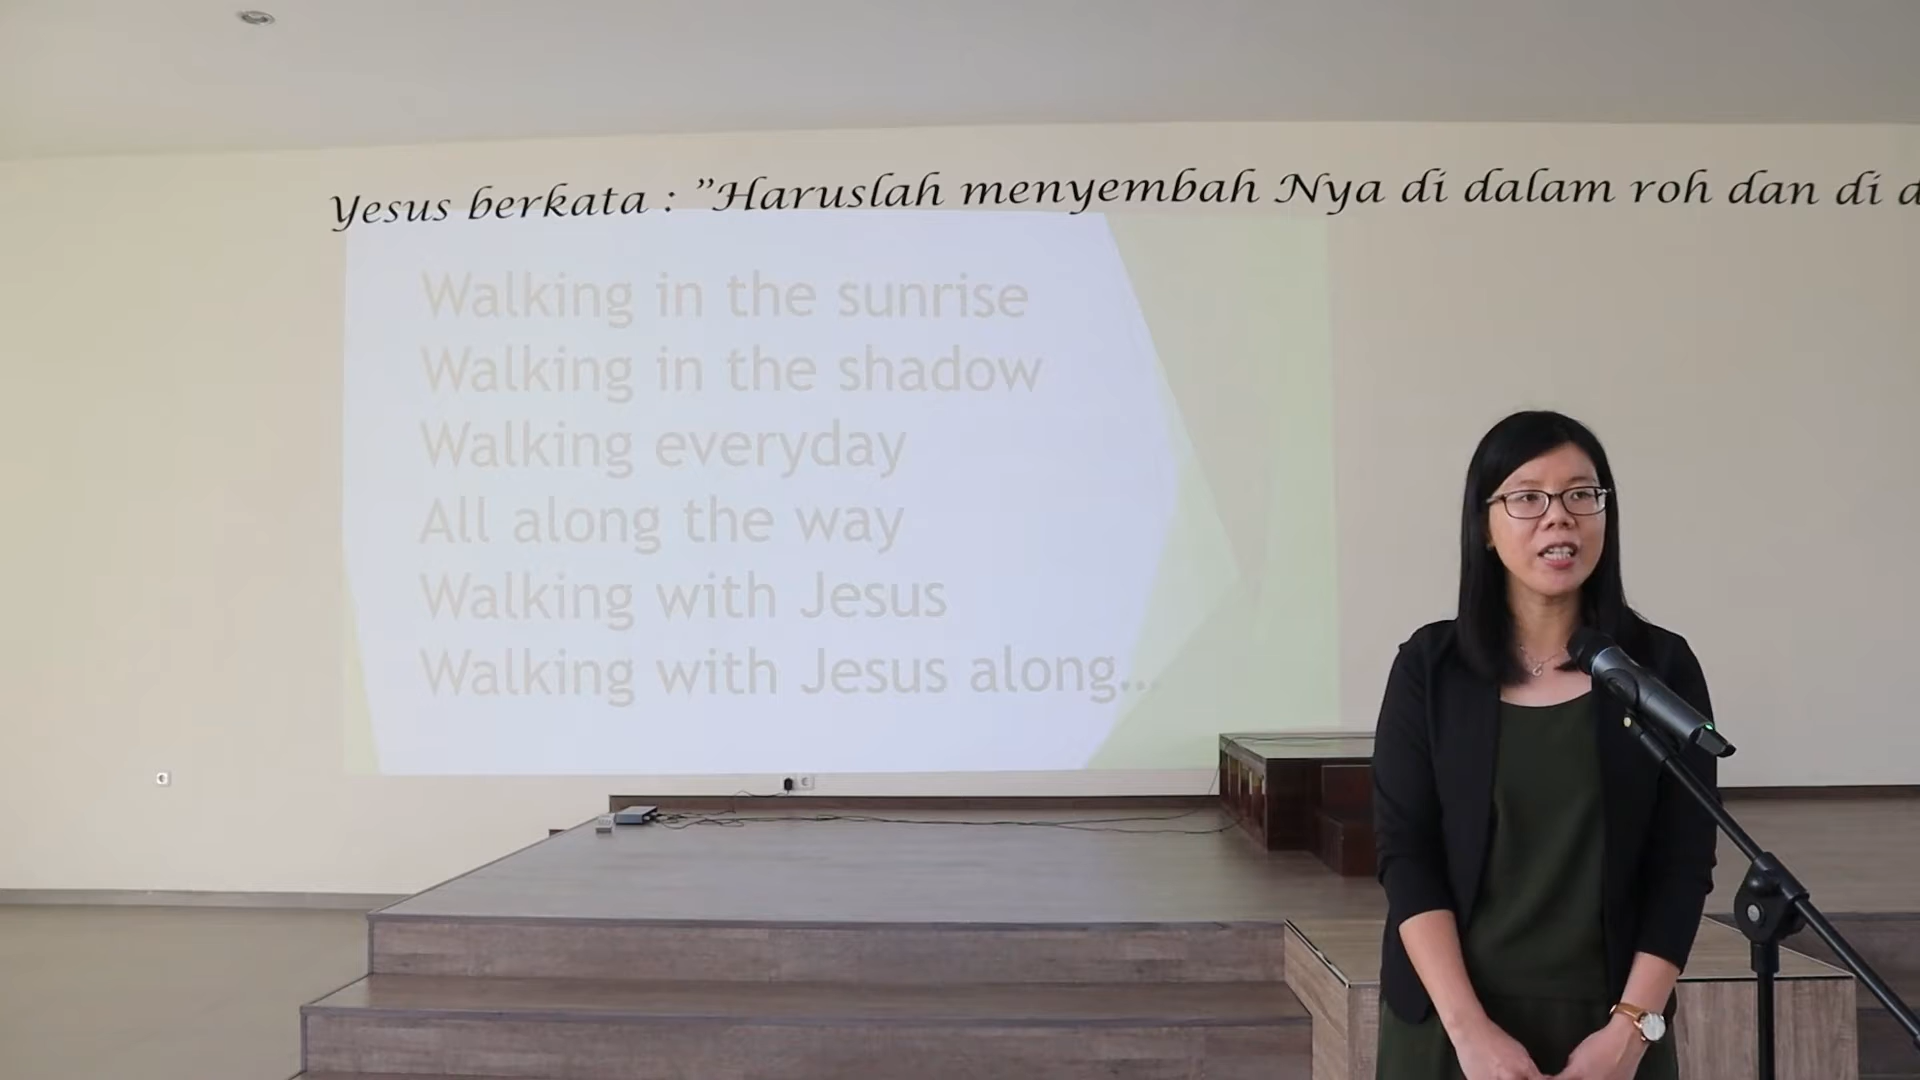 Yesus berkata : "Haruslah menyembah Nya di dalam roh dan di d
Walking in the sunrise
Walking in the shadow
Walking everyday
All along the way
Walking with Jesus
Walking with Jesus along...